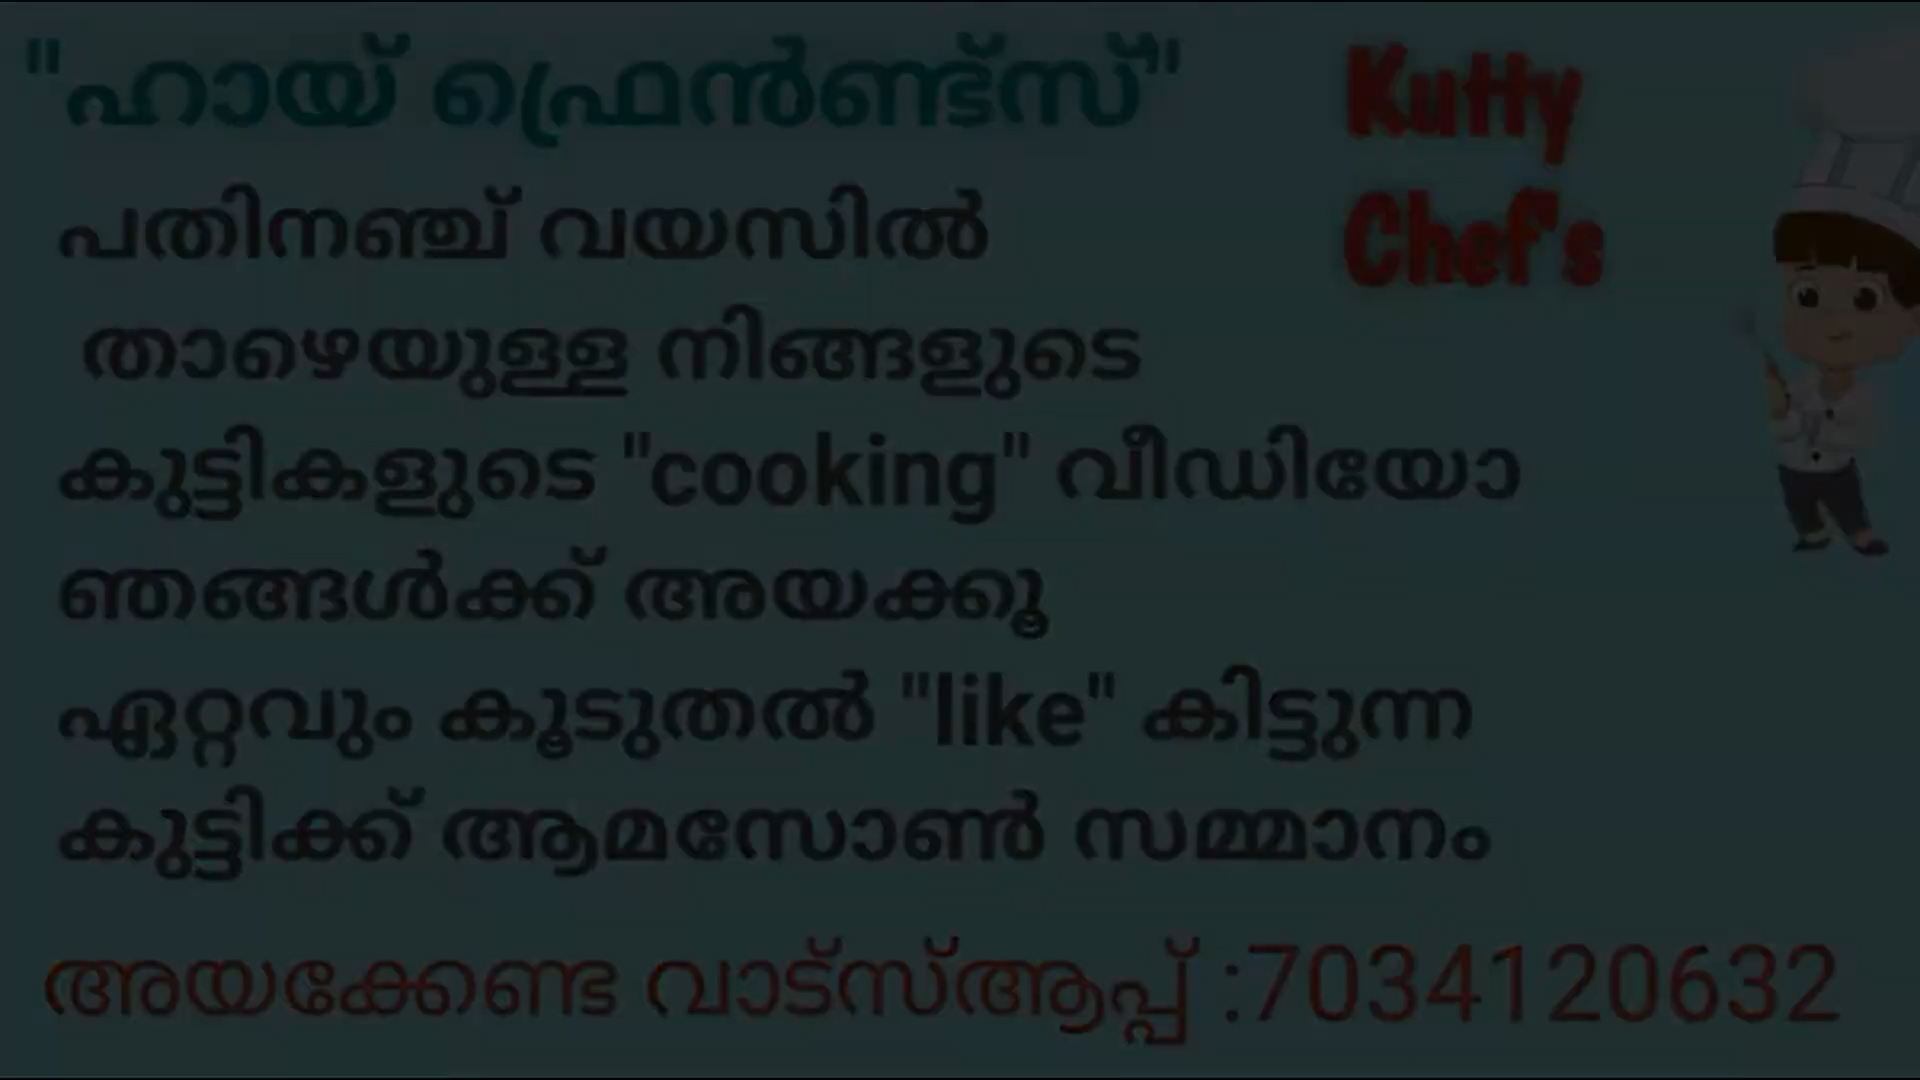 "ഹായ് ഫ്രെൻണ്ട്സ്"
Kutty
Chef's
പതിനഞ്ച് വയസിൽ
താഴെയുള്ള നിങ്ങളുടെ
കുട്ടികളുടെ "cooking" വീഡിയോ
ഞങ്ങൾക്ക് അയക്കൂ
ഏറ്റവും കൂടുതൽ "like" കിട്ടുന്ന
കുട്ടിക്ക് ആമസോൺ സമ്മാനം
അയക്കേണ്ട വാട്സ്ആപ്പ് :7034120632